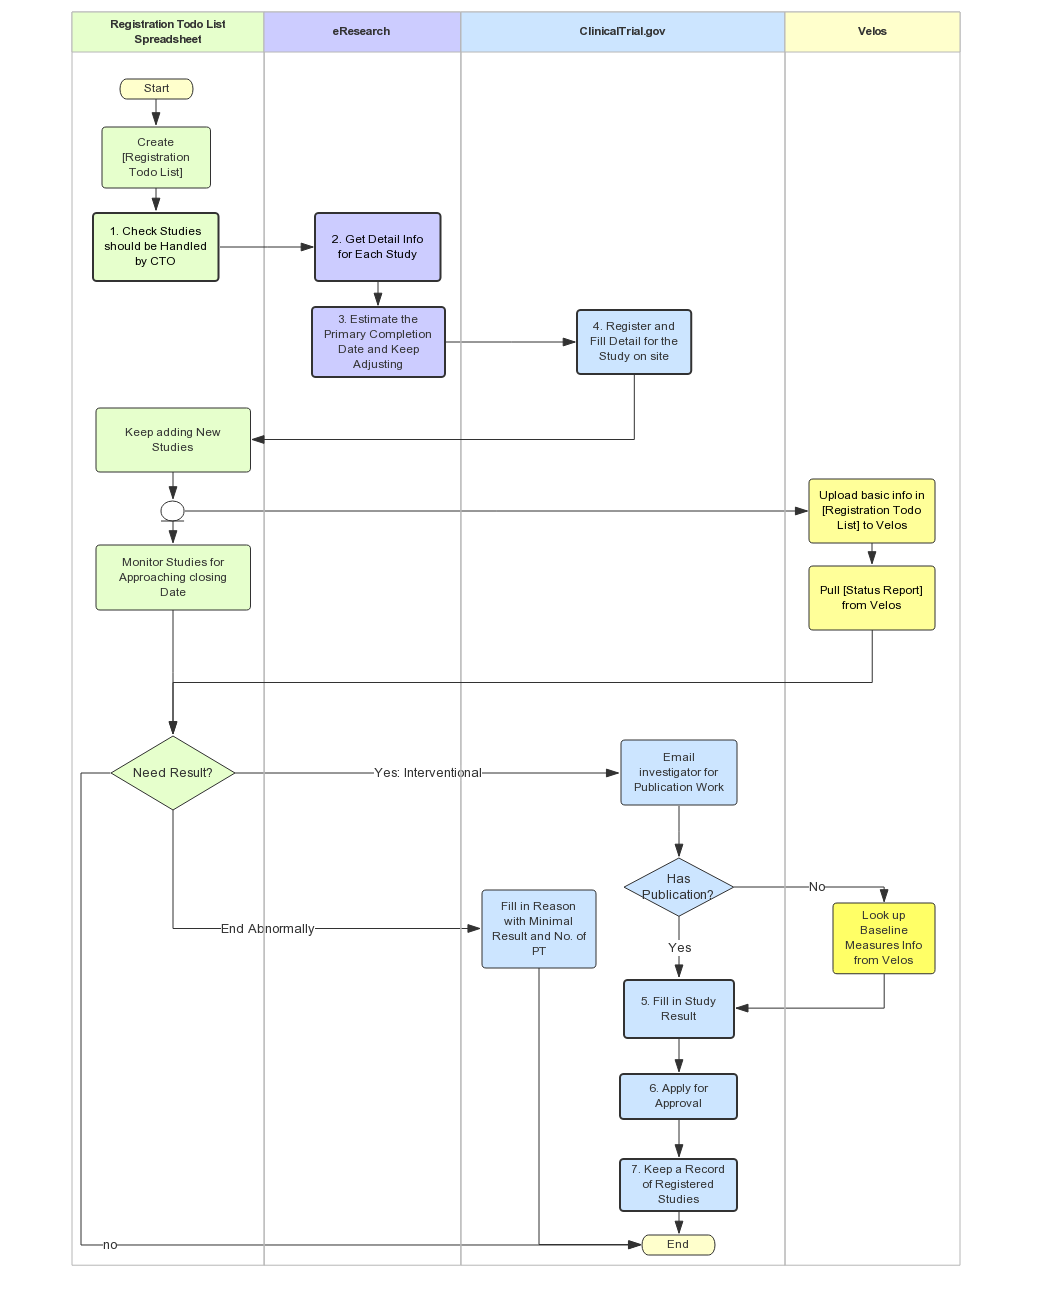 Registration Todo List
Spreadsheet
eResearch
ClinicalTrial.gov
Velos
Start
Create
[Registration
Todo List]
1. Check Studies
should be Handled
by CTO
2. Get Detail Info
for Each Study
3. Estimate the
Primary Completion
Date and Keep
Adjusting
4. Register and
Fill Detail for the
Study on site
Keep adding New
Studies
Upload basic info in
[Registration Todo
List] to Velos
Monitor Studies for
Approaching closing
Date
Pull [Status Report]
from Velos
Need Result?
Yes: Interventional
Email
investigator for
Publication Work
Has
Publication?
No
Look up
Baseline
Measures Info
from Velos
End Abnormally
Fill in Reason
with Minimal
Result and No. of
PT
Yes
5. Fill in Study
Result
6. Apply for
Approval
7. Keep a Record
of Registered
Studies
no
End